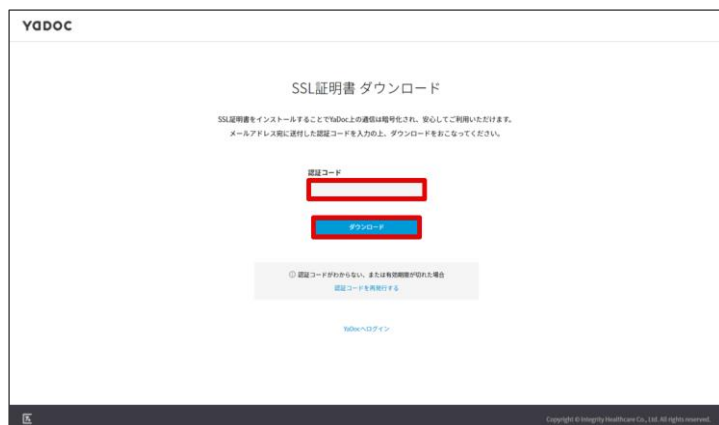 YaDOC
SSL証明書 ダウンロード
SSL証明書をインストールすることでYaDoc上の通信は暗号化され、安心してご利用いただけます。
メールアドレス宛に送付した認証コードを入力の上、ダウンロードをおこなってください。
認証コード
ダウンロード
認証コードがわからない、または有効期限が切れた場合
認証コードを再発行する
YaDocへログイン
Copyright © Integrity Healthcare Co., Ltd. All rights reserved.